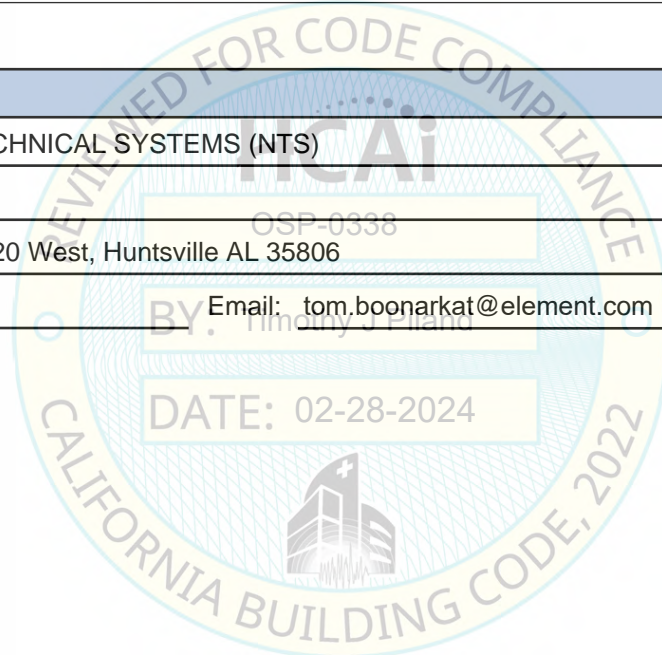 REVIEWED FOR CODE COMPLIANCE
HCAi
CHNICAL SYSTEMS (NTS)
OSP-0338
20 West, Huntsville AL 35806
Email: tom.boonarkat@element.com
BY: Timothy J Piland
DATE: 02-28-2024
CALIFORNIA BUILDING CODE, 2022